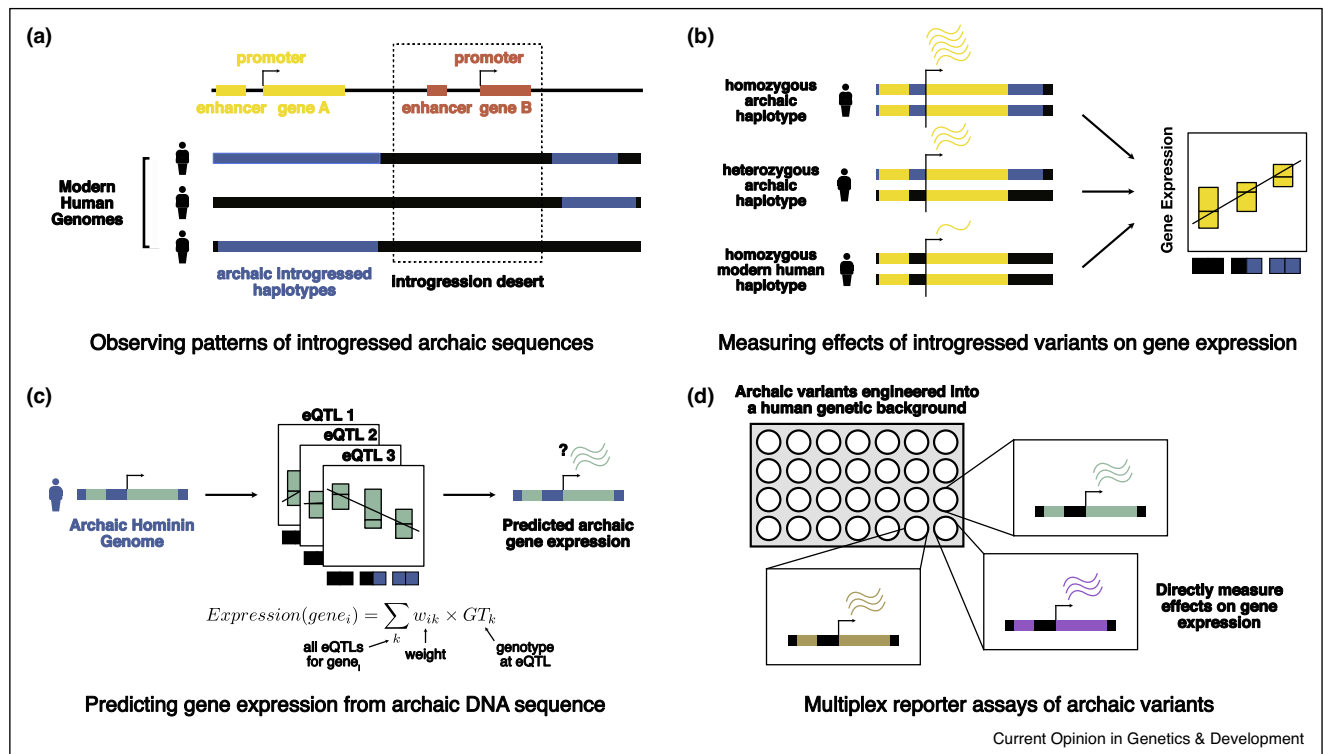 (a)
promoter
promoter
enhancer gene A
enhancer gene B
Modern
Human
Genomes
archaic introgressed
haplotypes
Introgression desert
Observing patterns of introgressed archaic sequences
(b)
homozygous
archaic
haplotype
heterozygous
archaic
haplotype
homozygous
modern human
haplotype
Gene Expression
Measuring effects of introgressed variants on gene expression
(c)
eQTL 1
eQTL 2
eQTL 3
?
Archaic Hominin
Genome
Predicted archaic
gene expression
Expression(gene_i) = ∑_k w_{ik} × GT_k
all eQTLs
for gene_i
weight
genotype
at eQTL
Predicting gene expression from archaic DNA sequence
(d)
Archaic variants engineered into
a human genetic background
Directly measure
effects on gene
expression
Multiplex reporter assays of archaic variants
Current Opinion in Genetics & Development